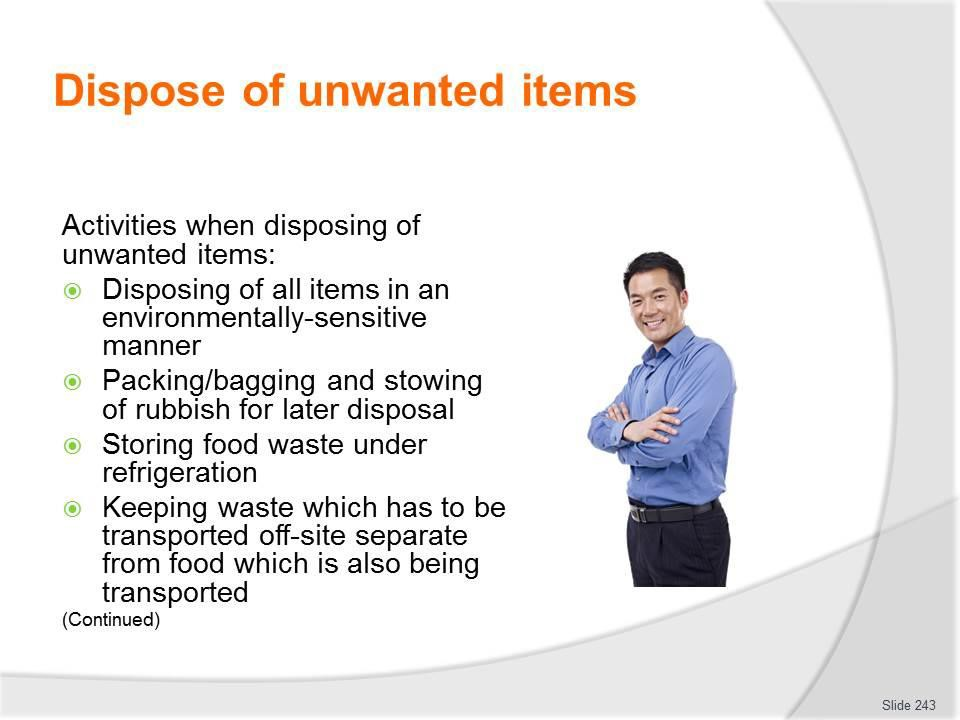 Dispose of unwanted items
Activities when disposing of
unwanted items:
Disposing of all items in an
environmentally-sensitive
manner
Packing/bagging and stowing
of rubbish for later disposal
Storing food waste under
refrigeration
Keeping waste which has to be
transported off-site separate
from food which is also being
transported
(Continued)
Slide 243